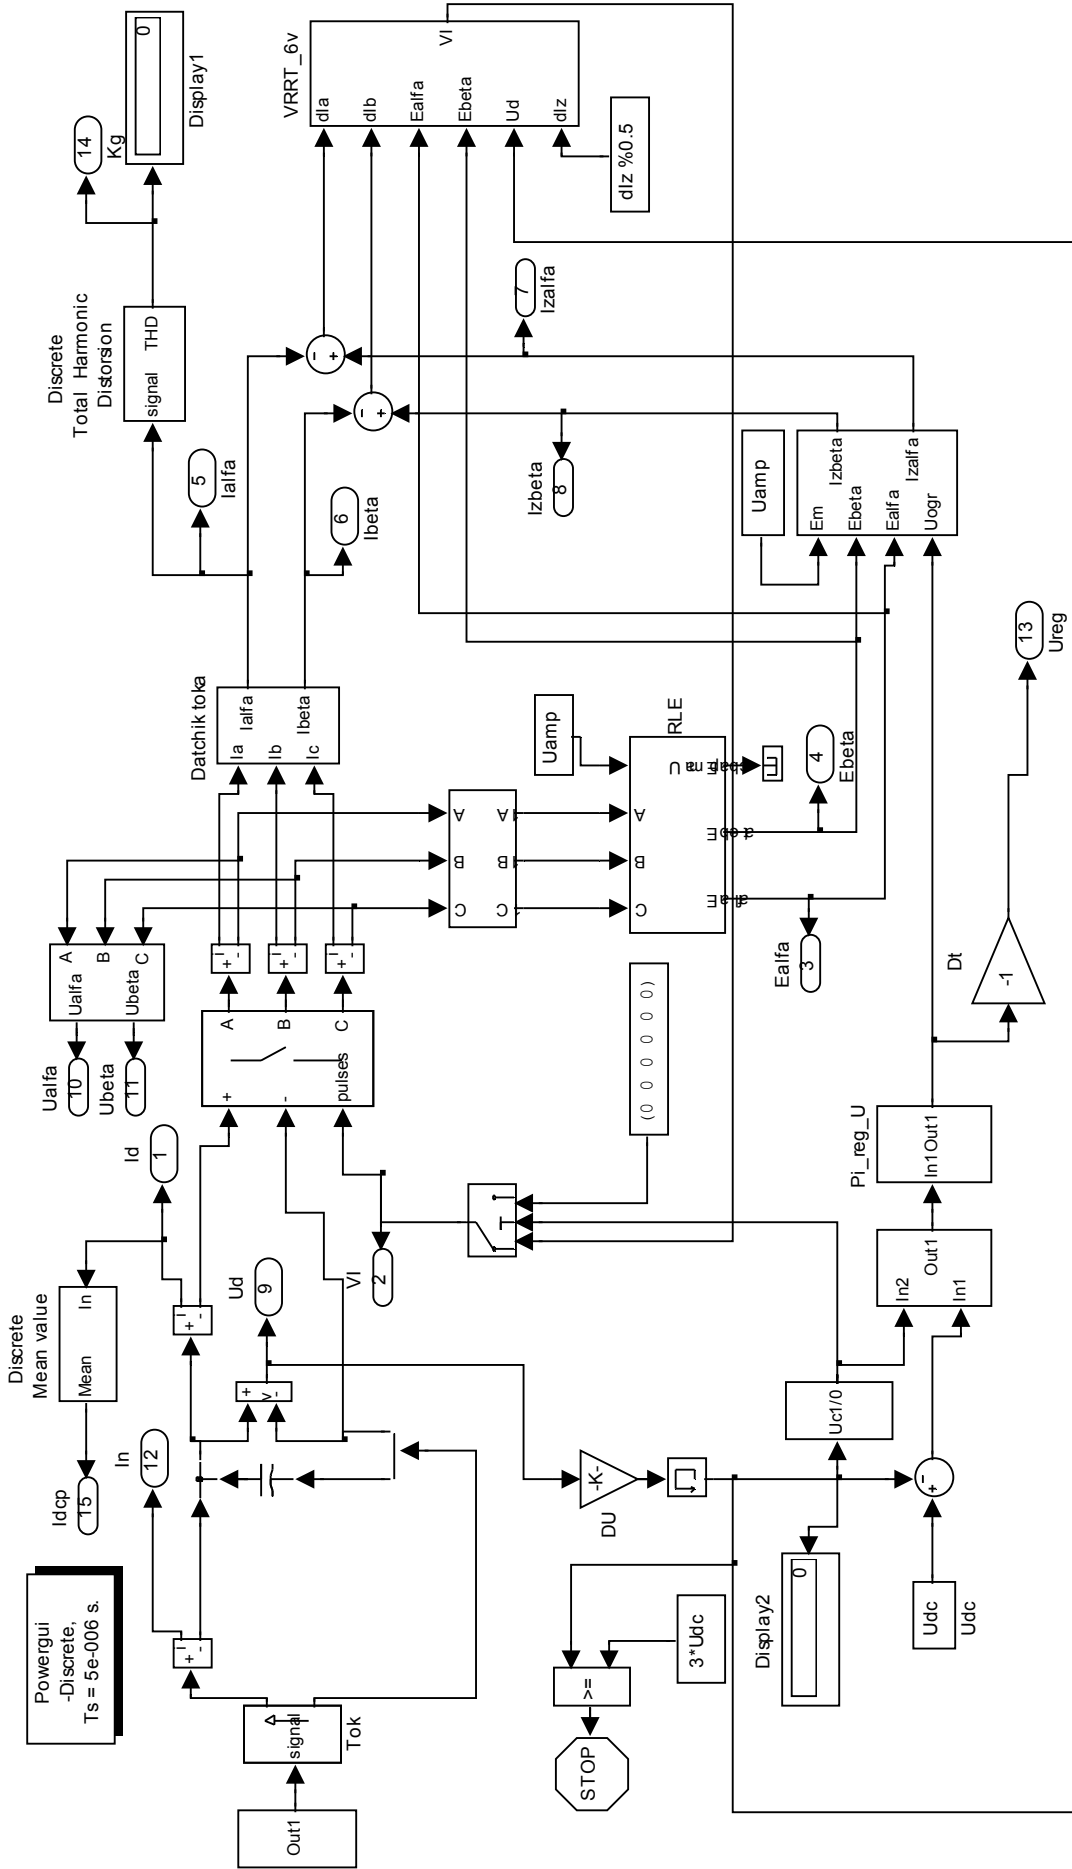 Powergui
-Discrete,
Ts = 5e-006 s.
Out1
signal
Tok
+
i
-
In
12
Idcp
15
Discrete
Mean value
Mean
In
+
i
-
Id
1
+
v
-
Ud
9
VI
2
+
-
pulses
A
B
C
Ualfa
10
Ubeta
11
Ualfa
Ubeta
A
B
C
+
i
-
+
i
-
+
i
-
Datchik toka
Ia
Ib
Ic
Ialfa
Ibeta
5
Ialfa
6
Ibeta
Discrete
Total Harmonic
Distorsion
signal
THD
14
Kg
0
Display1
VRRT_6v
dIa
dIb
Ealfa
Ebeta
Ud
dIz
VI
dIz %0.5
-
+
-
+
7
Izalfa
Izbeta
8
Uamp
Em
Ebeta
Ealfa
Uogr
Izbeta
Izalfa
A
B
C
A
B
C
Uamp
A
B
C
RLE
E
4
Ebeta
Ealfa
3
(0 0 0 0 0 0)
STOP
>=
3*Udc
-K-
DU
Display2
0
Uc1/0
Udc
Udc
+
-
In2
In1
Out1
Pi_reg_U
In1
Out1
Dt
-1
13
Ureg